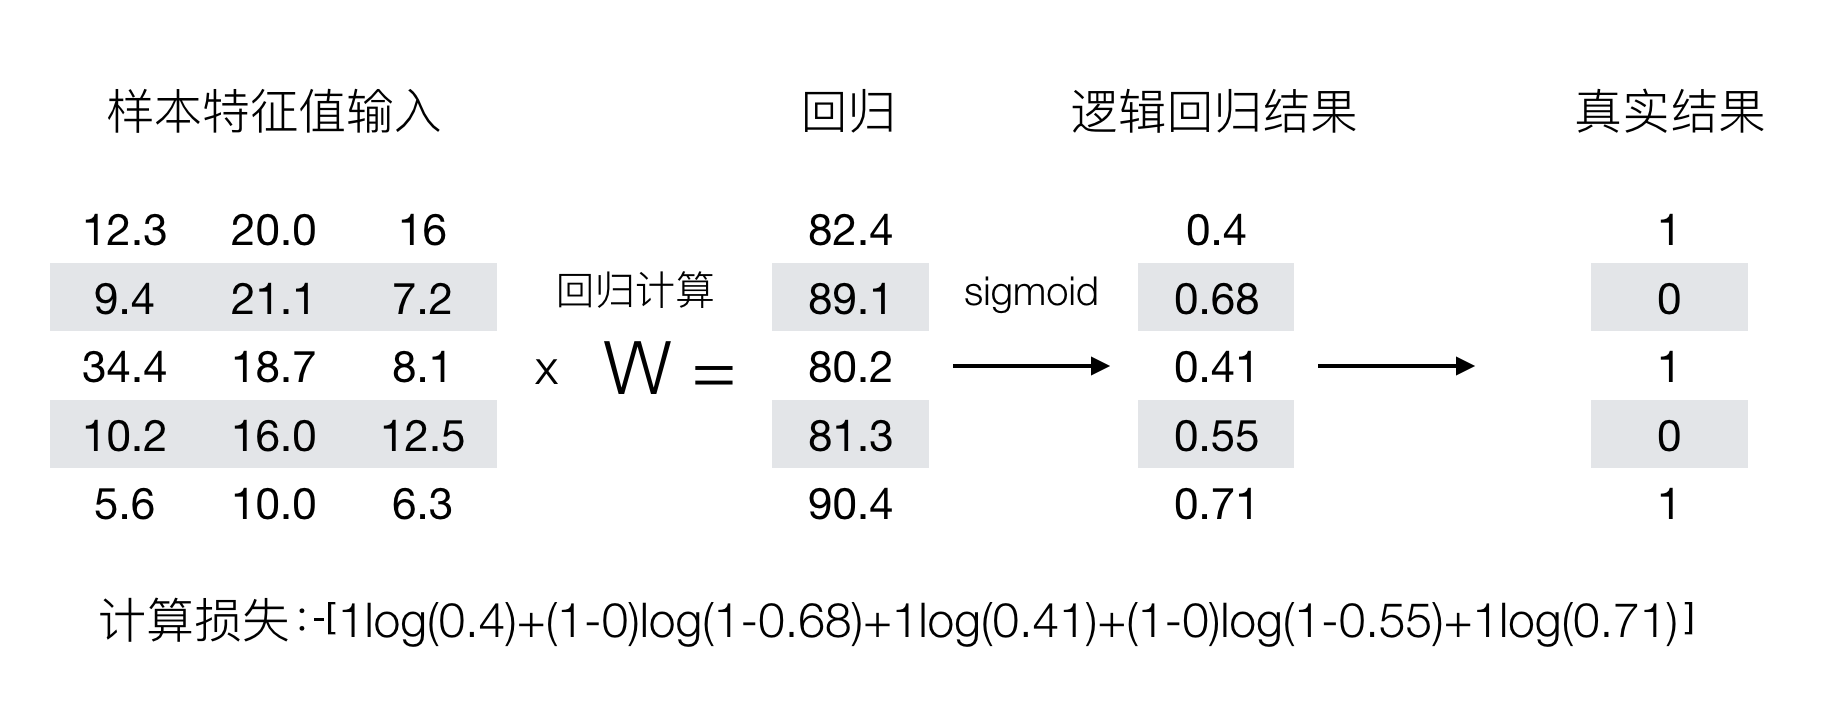 样本特征值输入 回归 逻辑回归结果 真实结果
12.3 20.0 16 82.4 0.4 1
9.4 21.1 7.2 回归计算 89.1 sigmoid 0.68 0
34.4 18.7 8.1 x W = 80.2 0.41 1
10.2 16.0 12.5 81.3 0.55 0
5.6 10.0 6.3 90.4 0.71 1
计算损失:-[1log(0.4)+(1-0)log(1-0.68)+1log(0.41)+(1-0)log(1-0.55)+1log(0.71)]